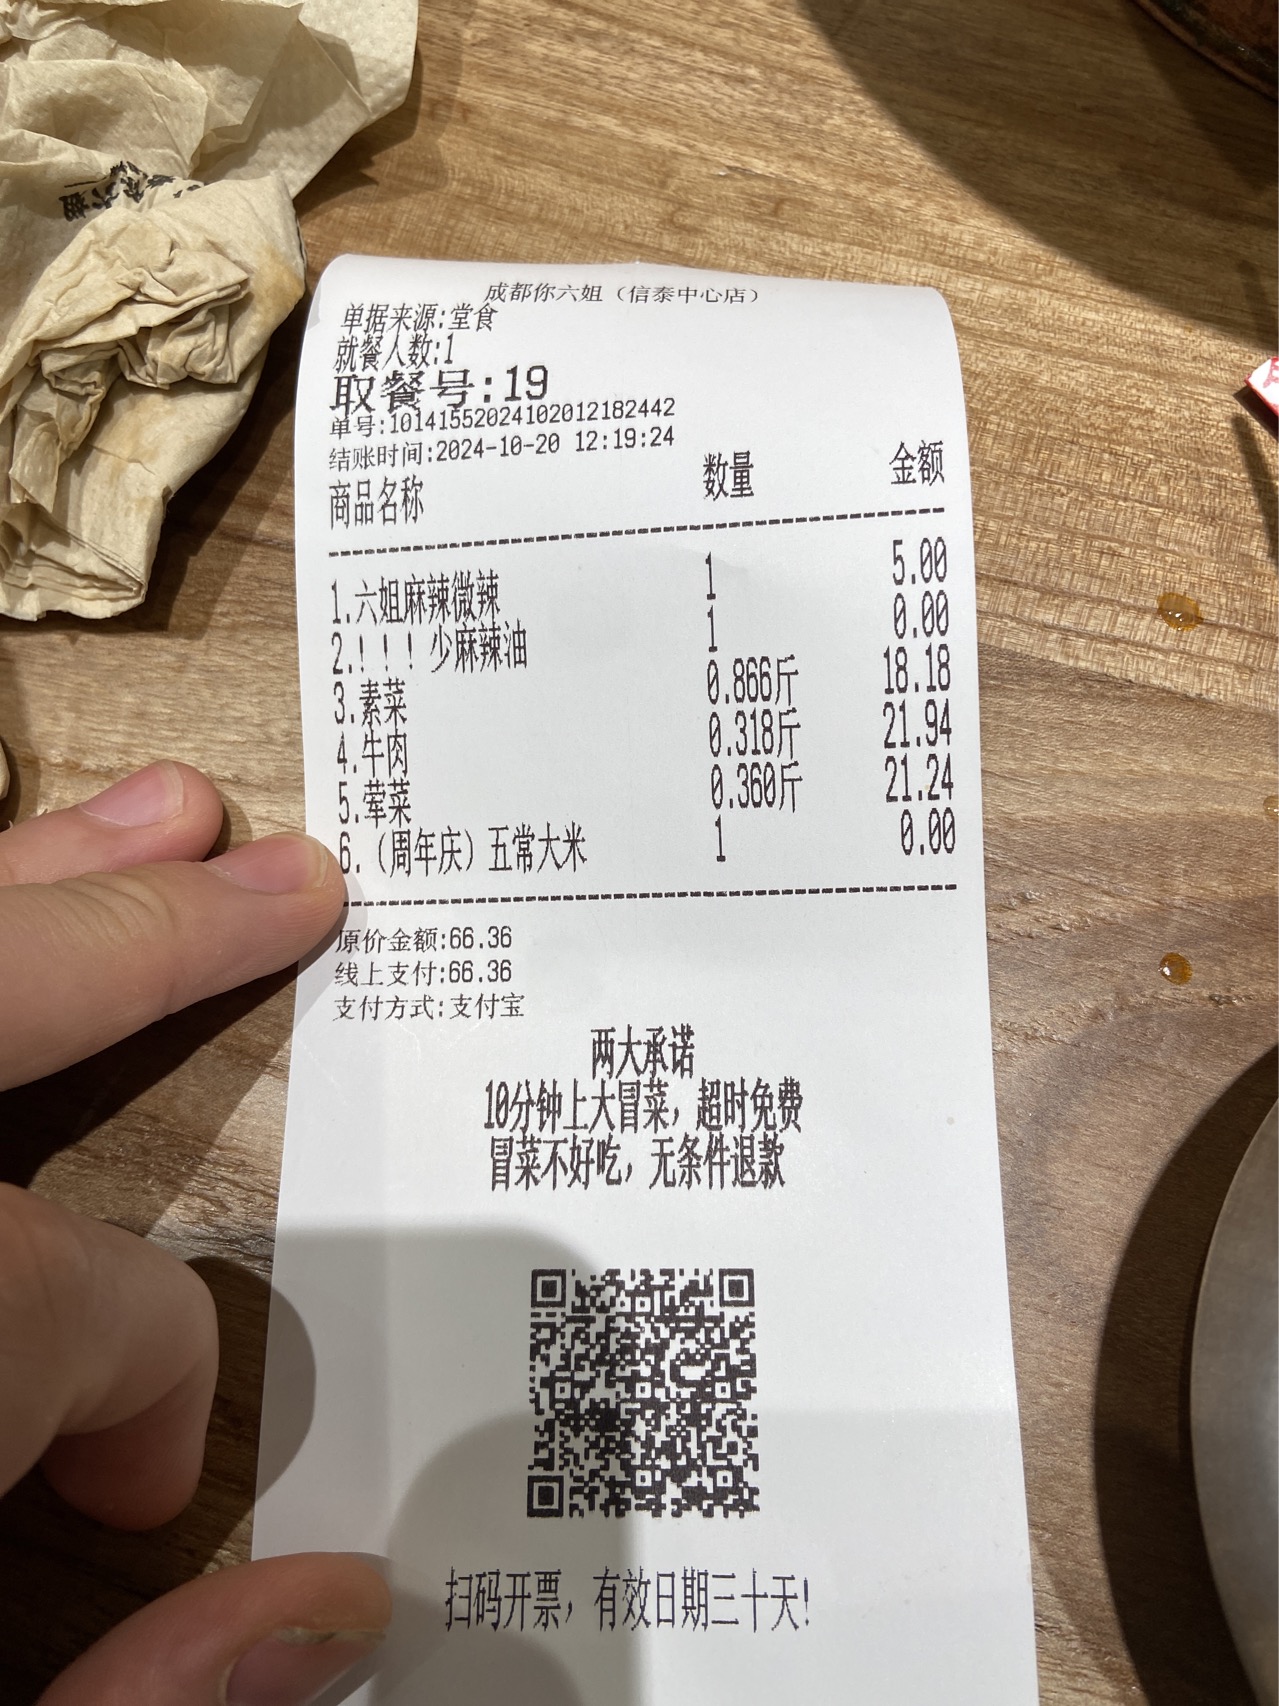 成都你六姐（信泰中心店）
单据来源:堂食
就餐人数:1
取餐号:19
单号:10141552024102012182442
结账时间:2024-10-20 12:19:24
商品名称 数量 金额
1.六姐麻辣微辣 1 5.00
2.！！！少麻辣油 1 0.00
3.素菜 0.866斤 18.18
4.牛肉 0.318斤 21.94
5.荤菜 0.360斤 21.24
6.（周年庆）五常大米 1 0.00
原价金额:66.36
线上支付:66.36
支付方式:支付宝
两大承诺
10分钟上大冒菜，超时免费
冒菜不好吃，无条件退款
扫码开票，有效日期三十天!